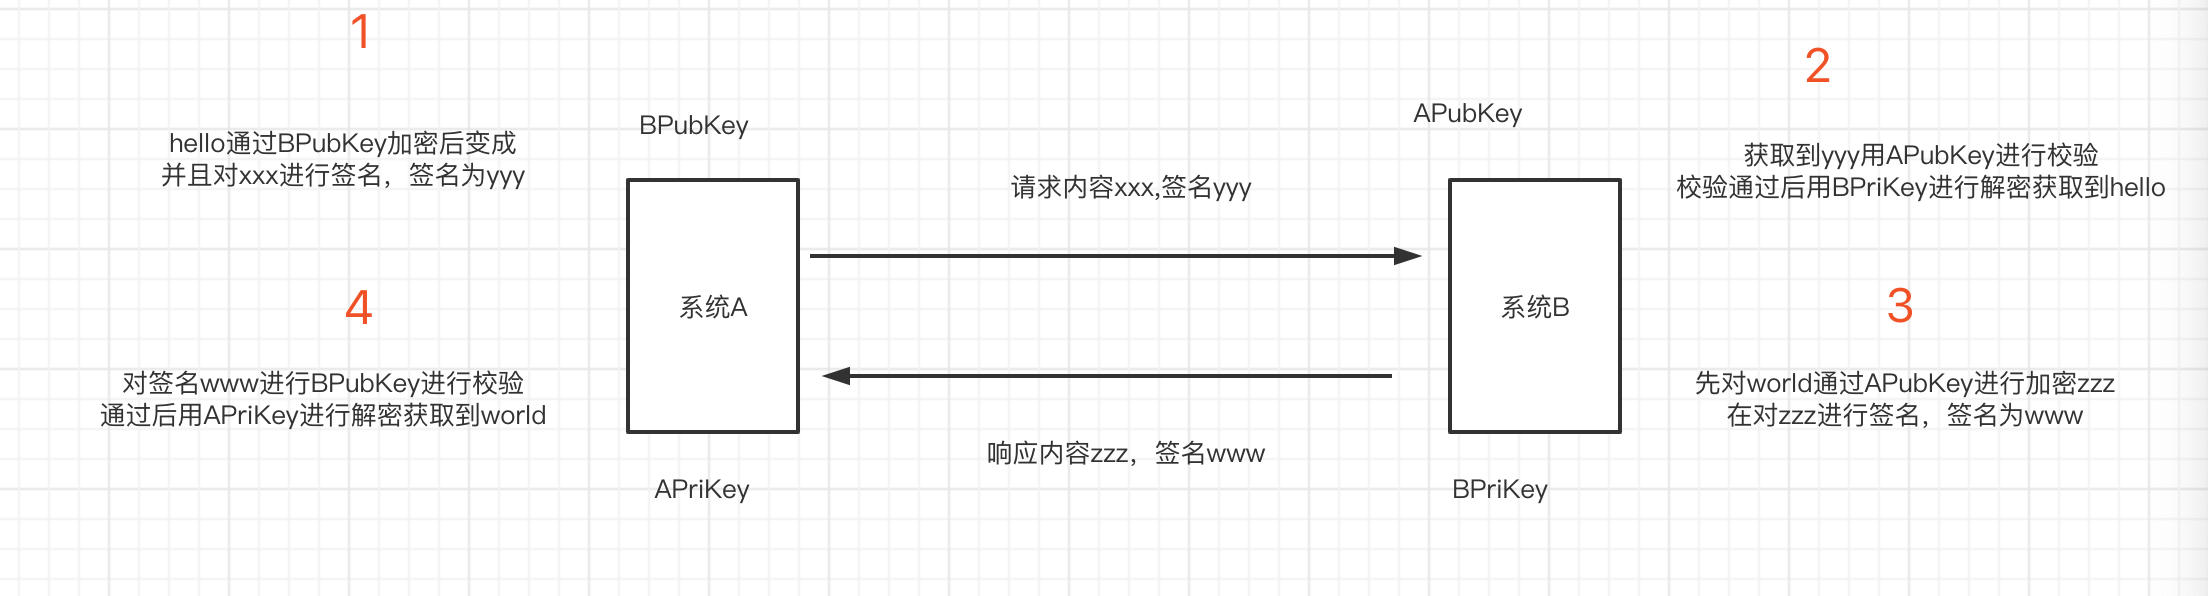 1
2
hello通过BPubKey加密后变成
并且对xxx进行签名，签名为yyy
BPubKey
APubKey
获取到yyy用APubKey进行校验
校验通过后用BPriKey进行解密获取到hello
请求内容xxx,签名yyy
系统A
系统B
4
3
对签名www进行BPubKey进行校验
通过后用APriKey进行解密获取到world
先对world通过APubKey进行加密zzz
在对zzz进行签名，签名为www
响应内容zzz，签名www
APriKey
BPriKey